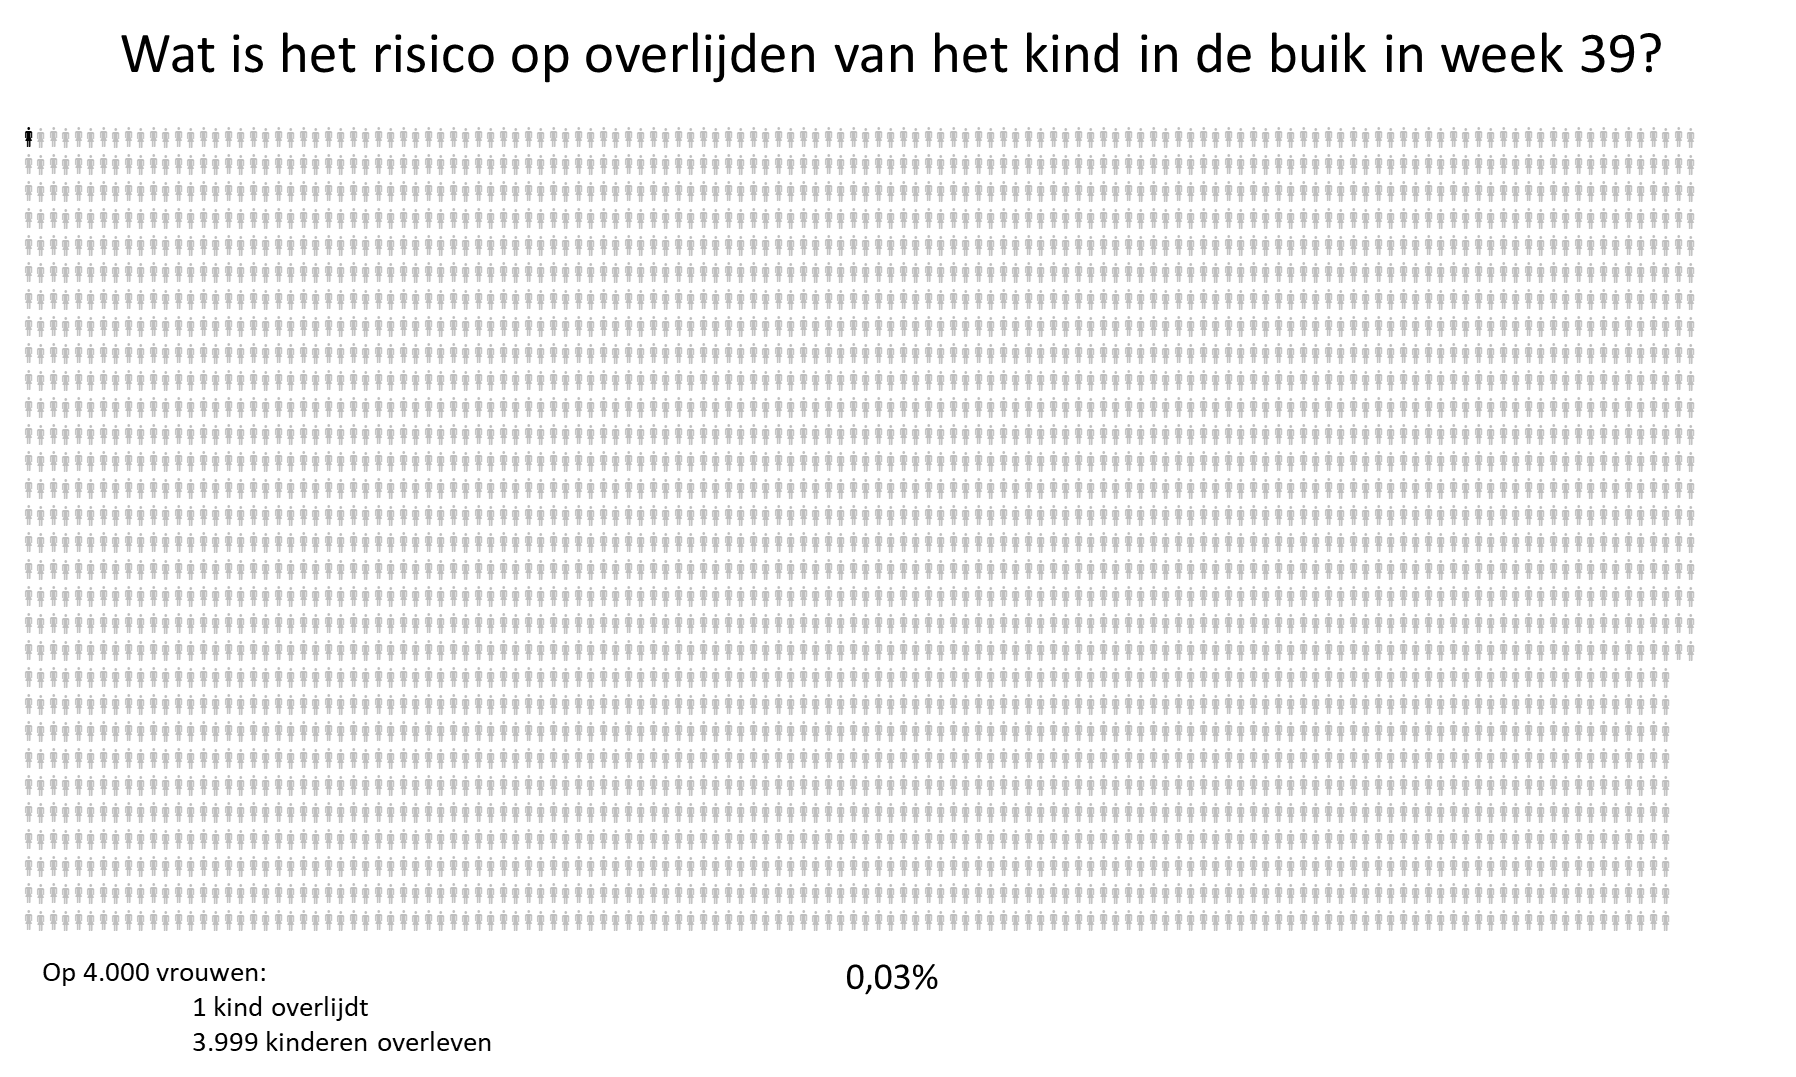 Wat is het risico op overlijden van het kind in de buik in week 39?
Op 4.000 vrouwen:
1 kind overlijdt
3.999 kinderen overleven
0,03%